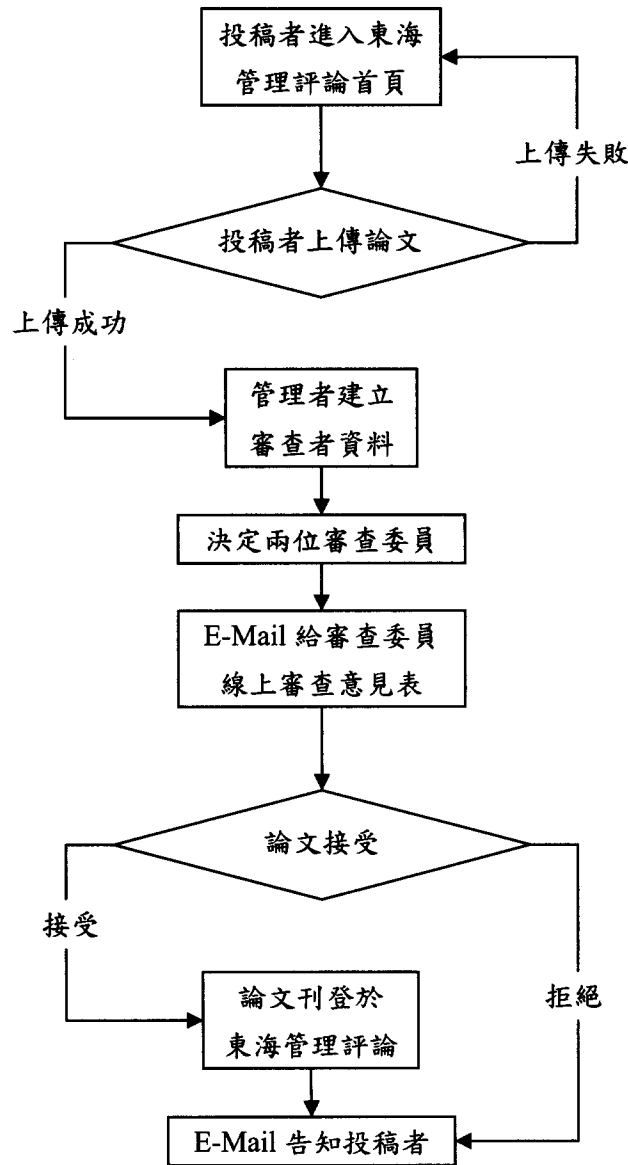 投稿者進入東海
管理評論首頁
上傳失敗
投稿者上傳論文
上傳成功
管理者建立
審查者資料
決定兩位審查委員
E-Mail 給審查委員
線上審查意見表
論文接受
接受
論文刊登於
東海管理評論
拒絕
E-Mail 告知投稿者